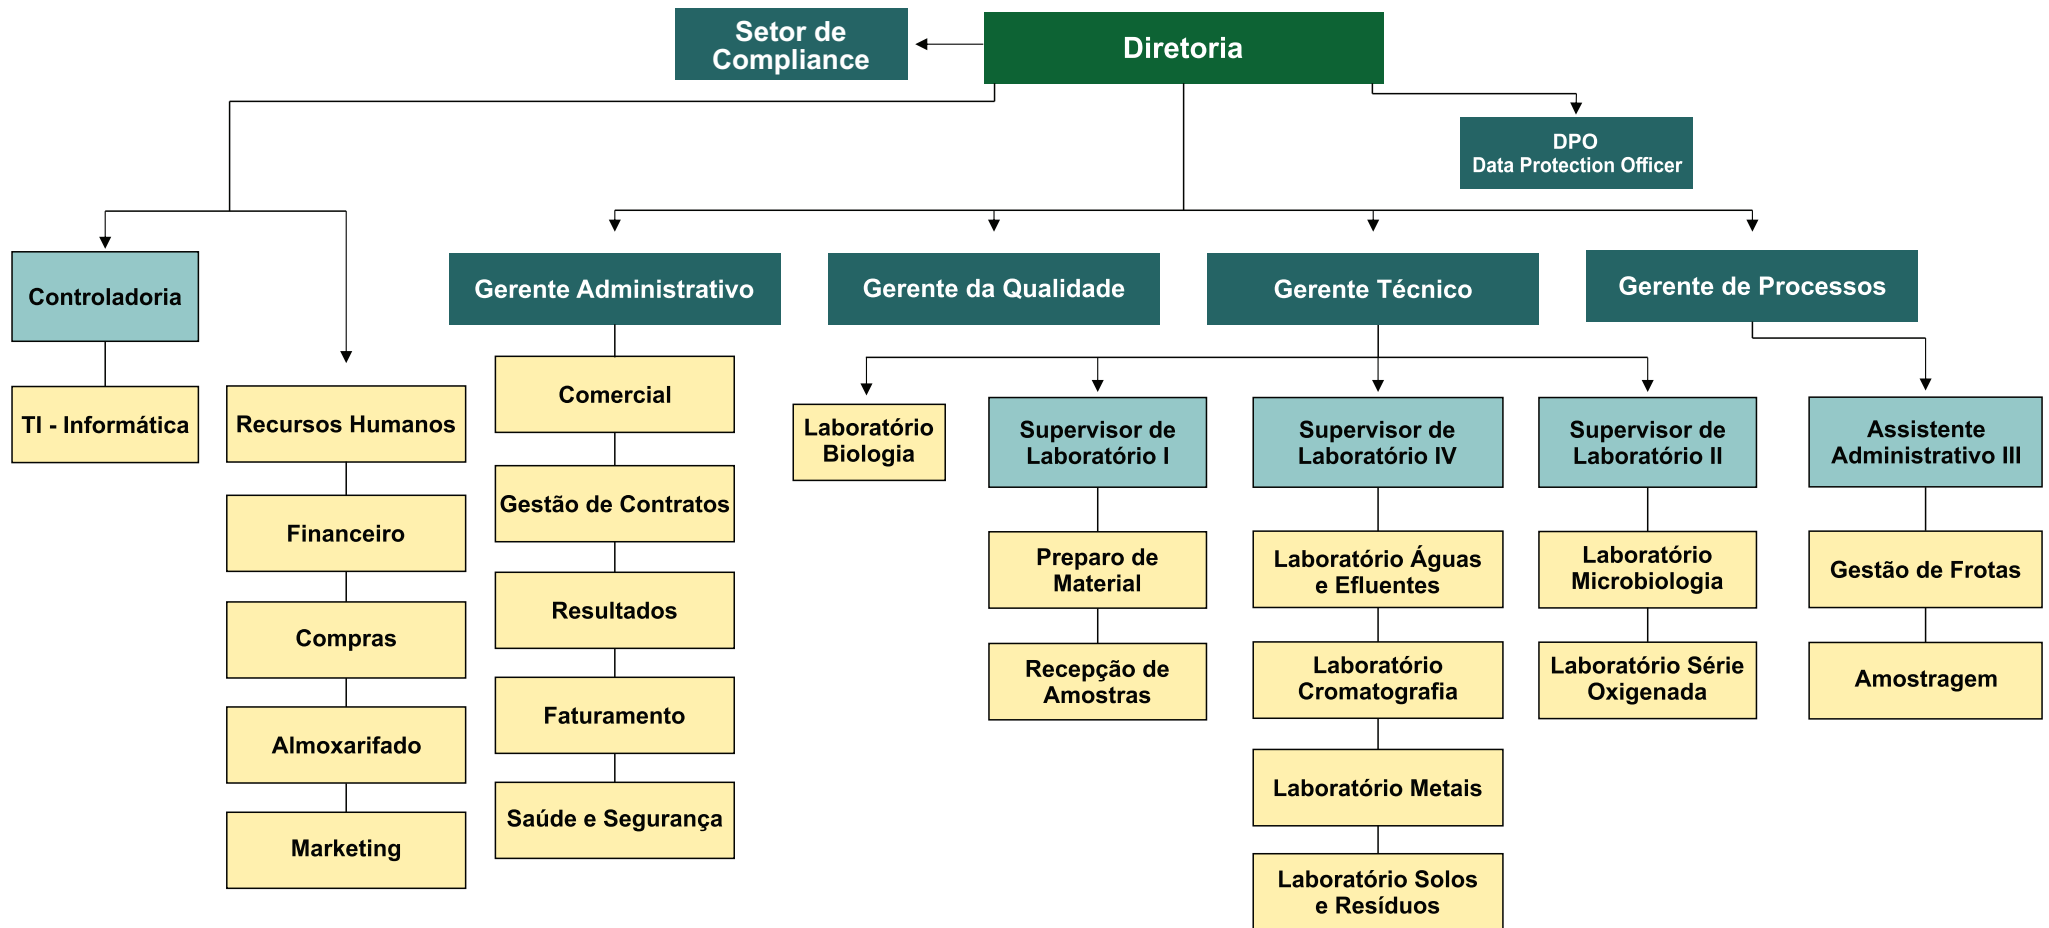 Setor de
Compliance
Diretoria
DPO
Data Protection Officer
Controladoria
Gerente Administrativo
Gerente da Qualidade
Gerente Técnico
Gerente de Processos
TI - Informática
Recursos Humanos
Financeiro
Compras
Almoxarifado
Marketing
Comercial
Gestão de Contratos
Resultados
Faturamento
Saúde e Segurança
Laboratório
Biologia
Supervisor de
Laboratório I
Preparo de
Material
Recepção de
Amostras
Supervisor de
Laboratório IV
Laboratório Águas
e Efluentes
Laboratório
Cromatografia
Laboratório Metais
Laboratório Solos
e Resíduos
Supervisor de
Laboratório II
Laboratório
Microbiologia
Laboratório Série
Oxigenada
Assistente
Administrativo III
Gestão de Frotas
Amostragem